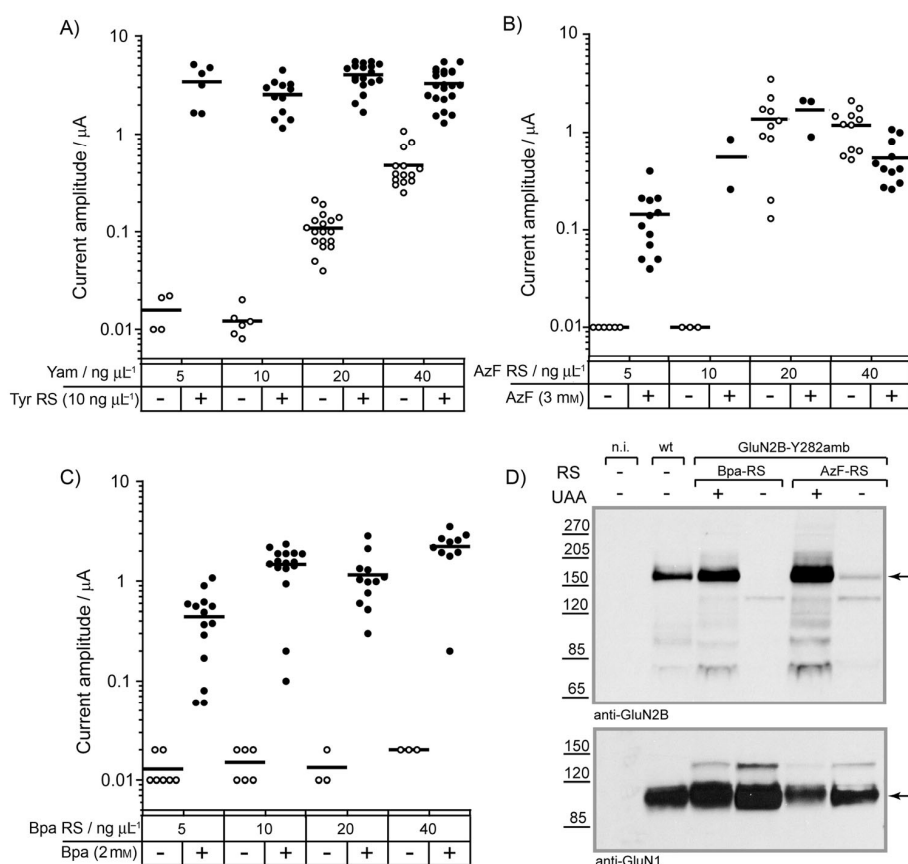 A)
Current amplitude / μA
10
1
0.1
0.01
Yam / ng μL⁻¹ 5 10 20 40
Tyr RS (10 ng μL⁻¹) - + - + - + - +
B)
Current amplitude / μA
10
1
0.1
0.01
AzF RS / ng μL⁻¹ 5 10 20 40
AzF (3 mM) - + - + - + - +
C)
Current amplitude / μA
10
1
0.1
0.01
Bpa RS / ng μL⁻¹ 5 10 20 40
Bpa (2 mM) - + - + - + - +
D)
n.i. wt GluN2B-Y282amb
RS - - Bpa-RS AzF-RS
UAA - - + - + -
270
205
150
120
85
65
anti-GluN2B
150
120
85
anti-GluN1